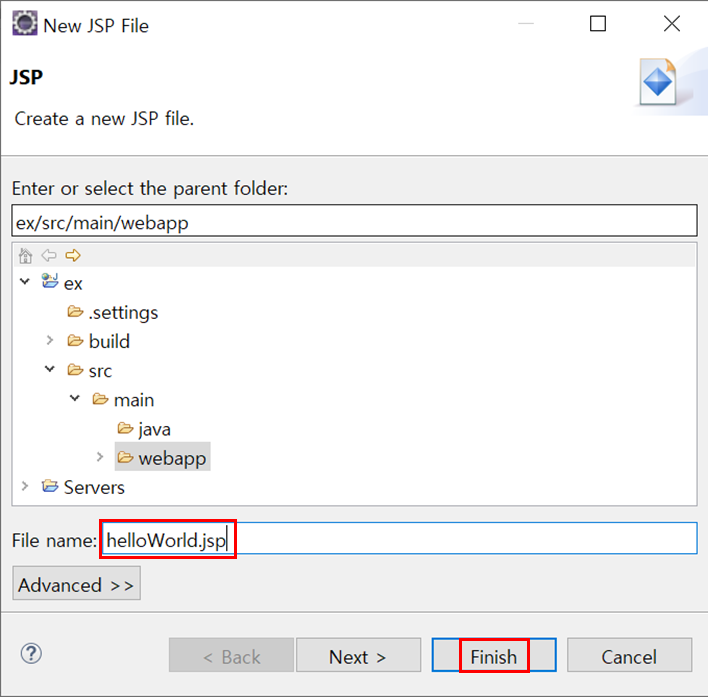 New JSP File
JSP
Create a new JSP file.
Enter or select the parent folder:
ex/src/main/webapp
ex
.settings
build
src
main
java
webapp
Servers
File name: helloWorld.jsp
Advanced >>
? < Back Next > Finish Cancel